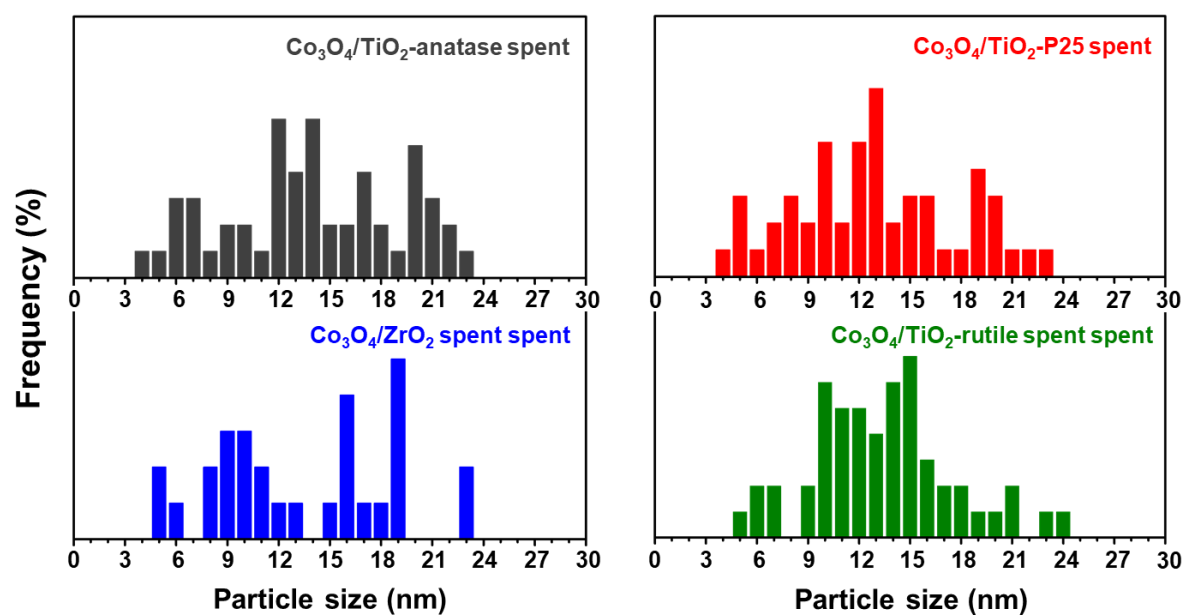 Co3O4/TiO2-anatase spent
Co3O4/TiO2-P25 spent
0 3 6 9 12 15 18 21 24 27 30
0 3 6 9 12 15 18 21 24 27 30
Frequency (%)
Co3O4/ZrO2 spent spent
Co3O4/TiO2-rutile spent spent
0 3 6 9 12 15 18 21 24 27 30
0 3 6 9 12 15 18 21 24 27 30
Particle size (nm)
Particle size (nm)